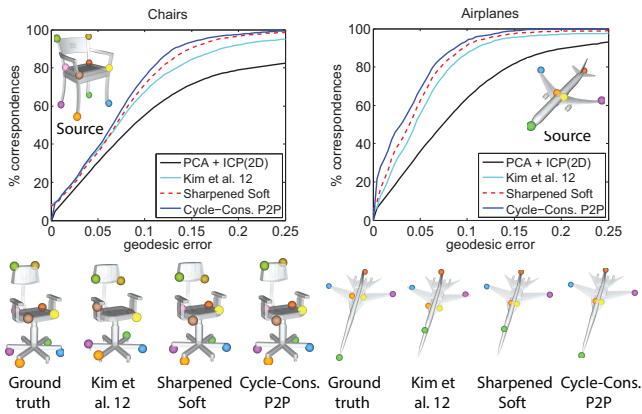 Chairs
100
80
60
40
20
0
% correspondences
Source
PCA + ICP(2D)
Kim et al. 12
Sharpened Soft
Cycle-Cons. P2P
0 0.05 0.1 0.15 0.2 0.25
geodesic error
Airplanes
100
80
60
40
20
0
% correspondences
Source
PCA + ICP(2D)
Kim et al. 12
Sharpened Soft
Cycle-Cons. P2P
0 0.05 0.1 0.15 0.2 0.25
geodesic error
Ground
truth
Kim et
al. 12
Sharpened
Soft
Cycle-Cons.
P2P
Ground
truth
Kim et
al. 12
Sharpened
Soft
Cycle-Cons.
P2P